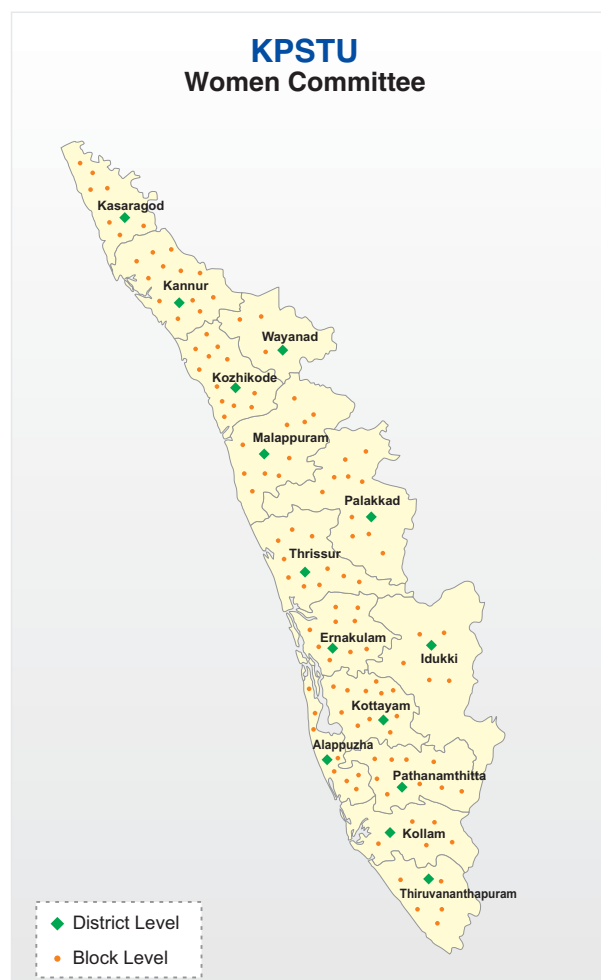 KPSTU
Women Committee
Kasaragod
Kannur
Wayanad
Kozhikode
Malappuram
Palakkad
Thrissur
Ernakulam
Idukki
Kottayam
Alappuzha
Pathanamthitta
Kollam
Thiruvananthapuram
District Level
Block Level